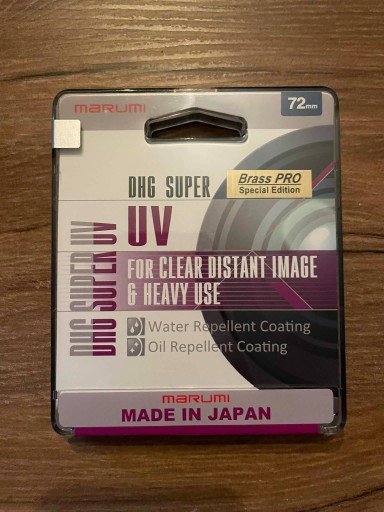 marumi
72mm
DHG SUPER
Brass PRO
Special Edition
UV
DHG SUPER UV
FOR CLEAR DISTANT IMAGE
& HEAVY USE
Water Repellent Coating
Oil Repellent Coating
marumi
MADE IN JAPAN